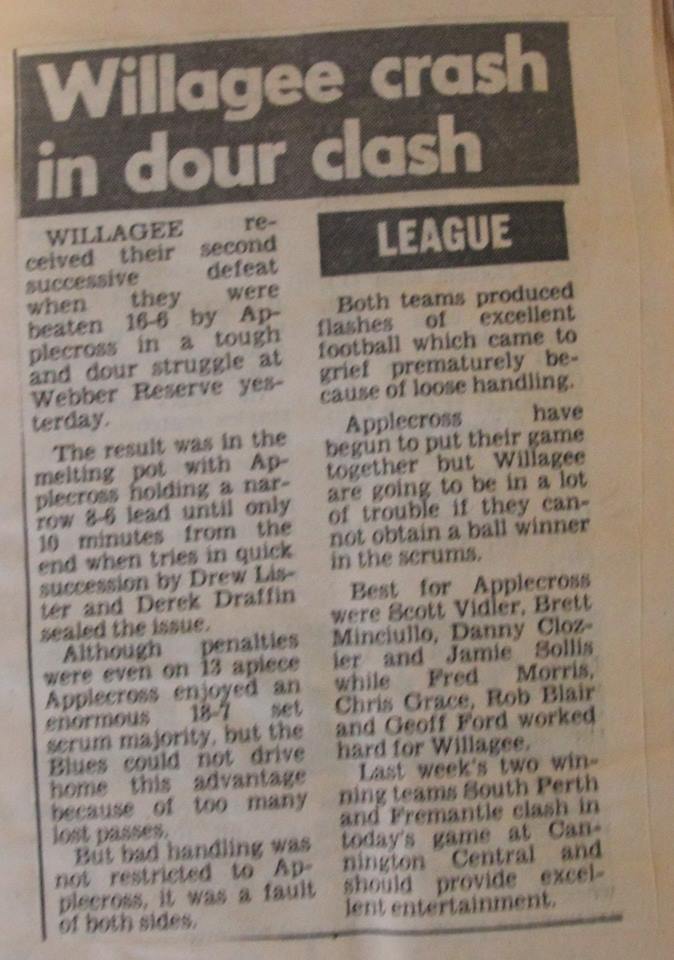 Willagee crash
in dour clash
WILLAGEE re-
ceived their second
successive defeat
when they were
beaten 16-6 by Ap-
plecross in a tough
and dour struggle at
Webber Reserve yes-
terday.
The result was in the
melting pot with Ap-
plecross holding a nar-
row 8-6 lead until only
10 minutes from the
end when tries in quick
succession by Drew Lis-
ter and Derek Draffin
sealed the issue.
Although penalties
were even on 13 apiece
Applecross enjoyed an
enormous 18-7 set
scrum majority, but the
Blues could not drive
home this advantage
because of too many
lost passes.
But bad handling was
not restricted to Ap-
plecross, it was a fault
of both sides.
LEAGUE
Both teams produced
flashes of excellent
football which came to
grief prematurely be-
cause of loose handling.
Applecross have
begun to put their game
together but Willagee
are going to be in a lot
of trouble if they can-
not obtain a ball winner
in the scrums.
Best for Applecross
were Scott Vidler, Brett
Minciullo, Danny Cloz-
ier and Jamie Sollis
while Fred Morris,
Chris Grace, Rob Blair
and Geoff Ford worked
hard for Willagee.
Last week's two win-
ning teams South Perth
and Fremantle clash in
today's game at Can-
nington Central and
should provide excel-
lent entertainment.